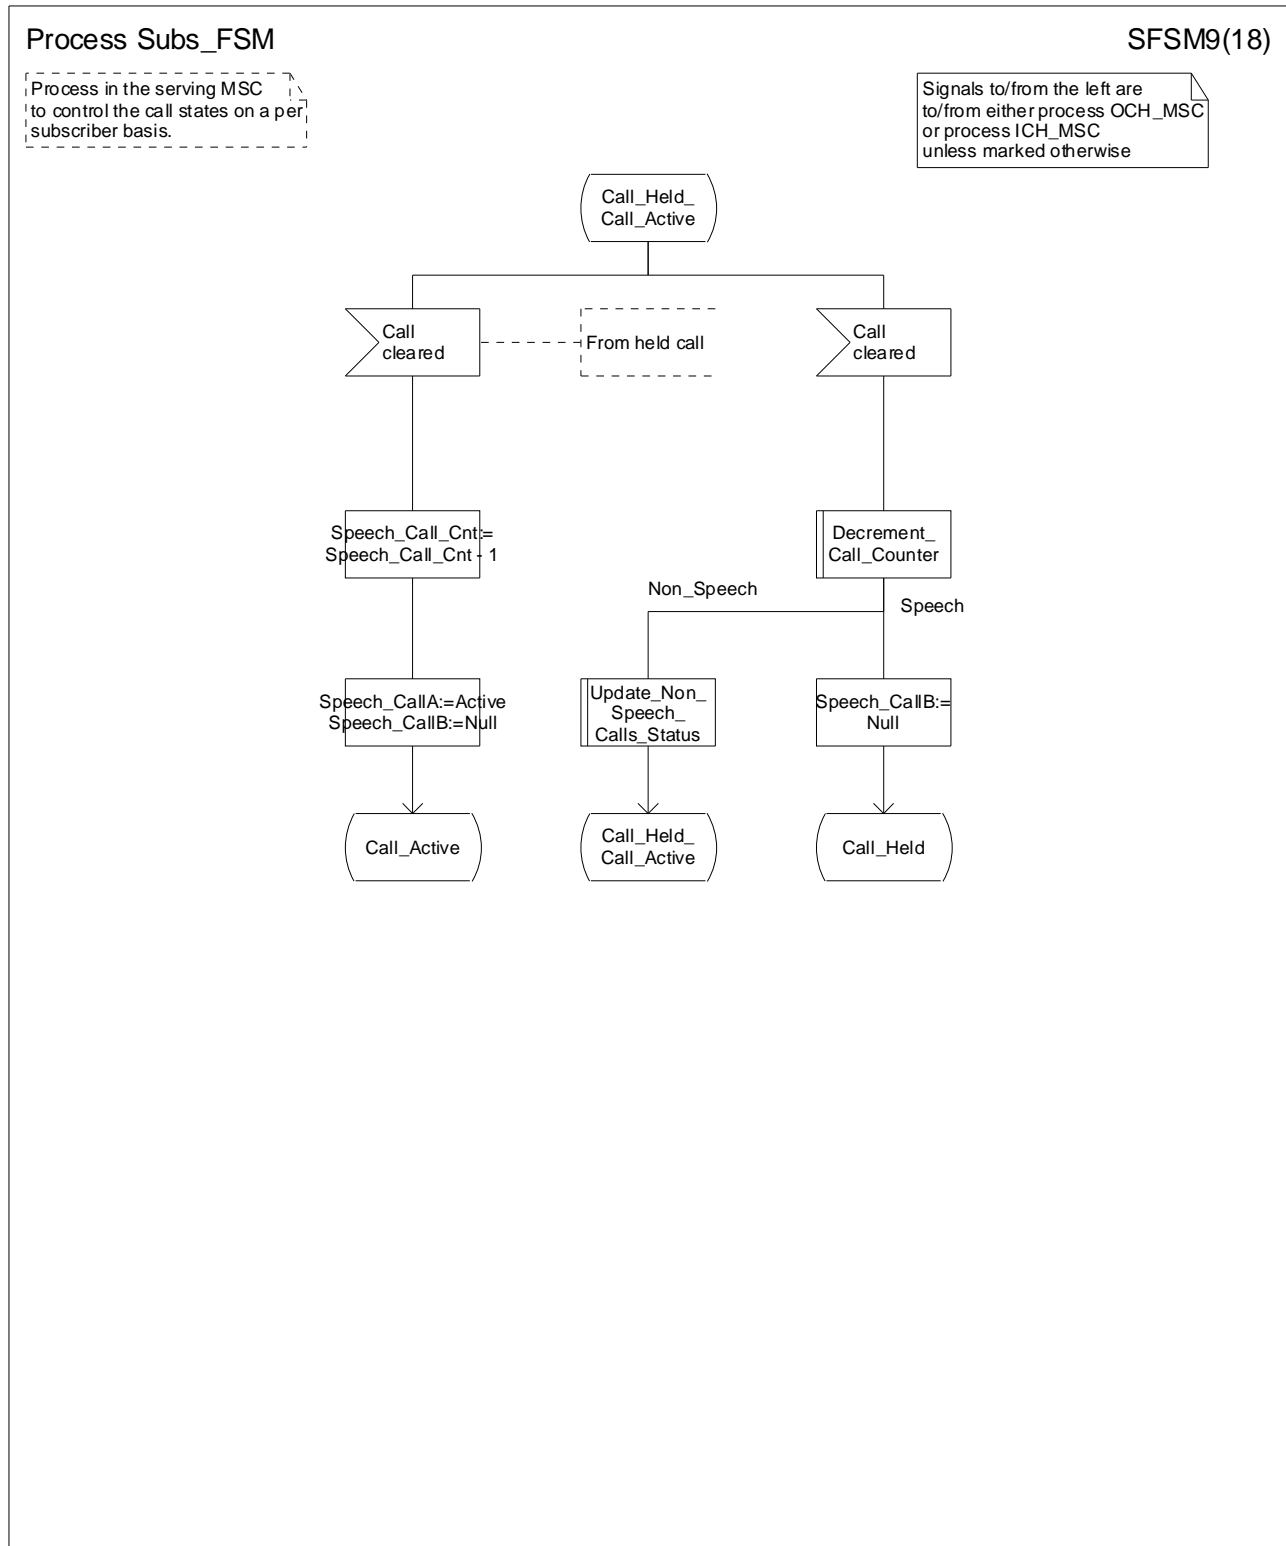 Process Subs_FSM
SFSM9(18)
Process in the serving MSC
to control the call states on a per
subscriber basis.
Signals to/from the left are
to/from either process OCH_MSC
or process ICH_MSC
unless marked otherwise
Call_Held_
Call_Active
Call
cleared
From held call
Call
cleared
Speech_Call_Cnt:=
Speech_Call_Cnt - 1
Decrement_
Call_Counter
Non_Speech
Speech
Speech_CallA:=Active
Speech_CallB:=Null
Update_Non_
Speech_
Calls_Status
Speech_CallB:=
Null
Call_Active
Call_Held_
Call_Active
Call_Held